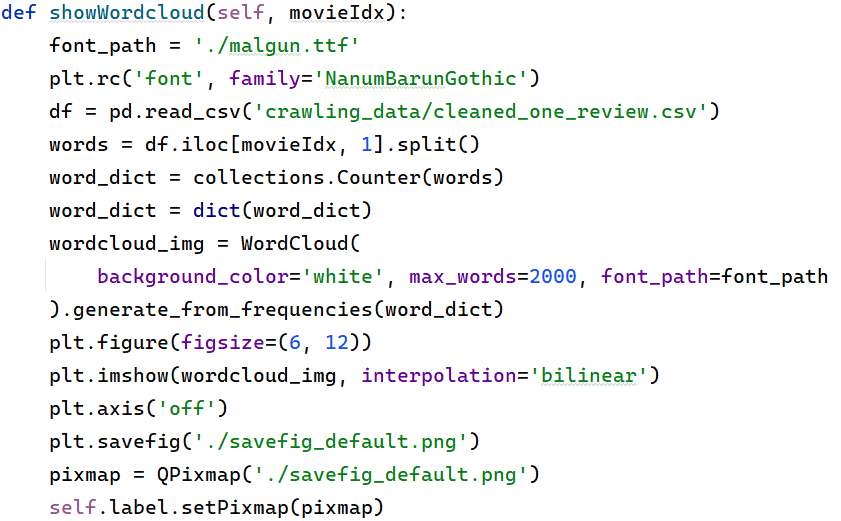 def showWordcloud(self, movieIdx):
    font_path = './malgun.ttf'
    plt.rc('font', family='NanumBarunGothic')
    df = pd.read_csv('crawling_data/cleaned_one_review.csv')
    words = df.iloc[movieIdx, 1].split()
    word_dict = collections.Counter(words)
    word_dict = dict(word_dict)
    wordcloud_img = WordCloud(
        background_color='white', max_words=2000, font_path=font_path
    ).generate_from_frequencies(word_dict)
    plt.figure(figsize=(6, 12))
    plt.imshow(wordcloud_img, interpolation='bilinear')
    plt.axis('off')
    plt.savefig('./savefig_default.png')
    pixmap = QPixmap('./savefig_default.png')
    self.label.setPixmap(pixmap)